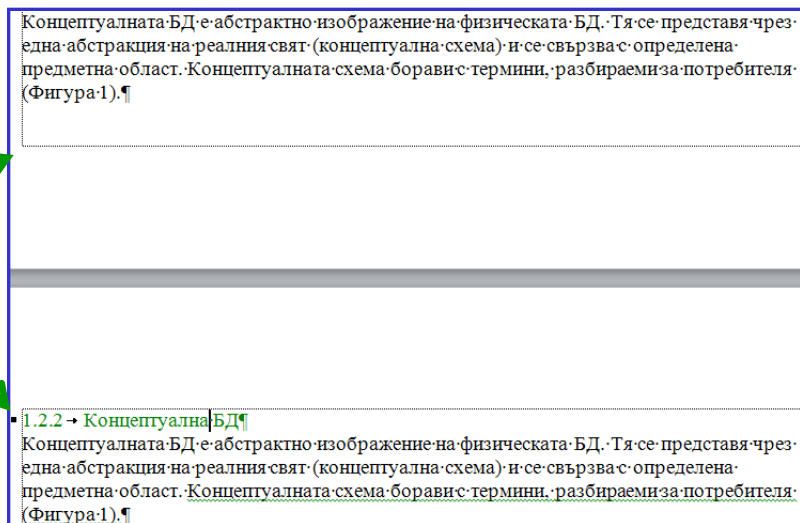 Концептуалната БД е абстрактно изображение на физическата БД. Тя се представя чрез
една абстракция на реалния свят (концептуална схема) и се свързва с определена
предметна област. Концептуалната схема борави с термини, разбираеми за потребителя
(Фигура 1).¶
1.2.2 → Концептуална БД¶
Концептуалната БД е абстрактно изображение на физическата БД. Тя се представя чрез
една абстракция на реалния свят (концептуална схема) и се свързва с определена
предметна област. Концептуалната схема борави с термини, разбираеми за потребителя
(Фигура 1).¶